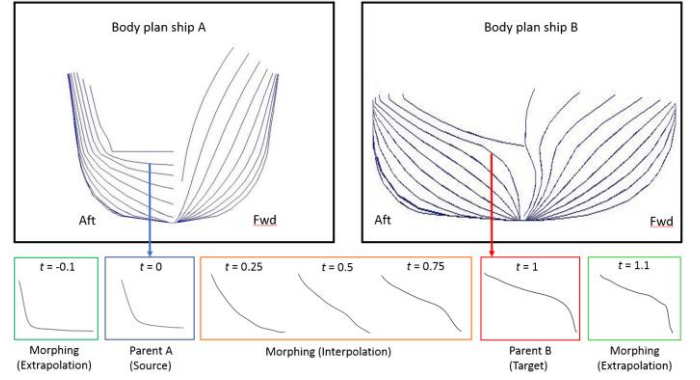 Body plan ship A
Body plan ship B
Aft
Fwd
Aft
Fwd
t = -0.1
t = 0
t = 0.25
t = 0.5
t = 0.75
t = 1
t = 1.1
Morphing
(Extrapolation)
Parent A
(Source)
Morphing (Interpolation)
Parent B
(Target)
Morphing
(Extrapolation)